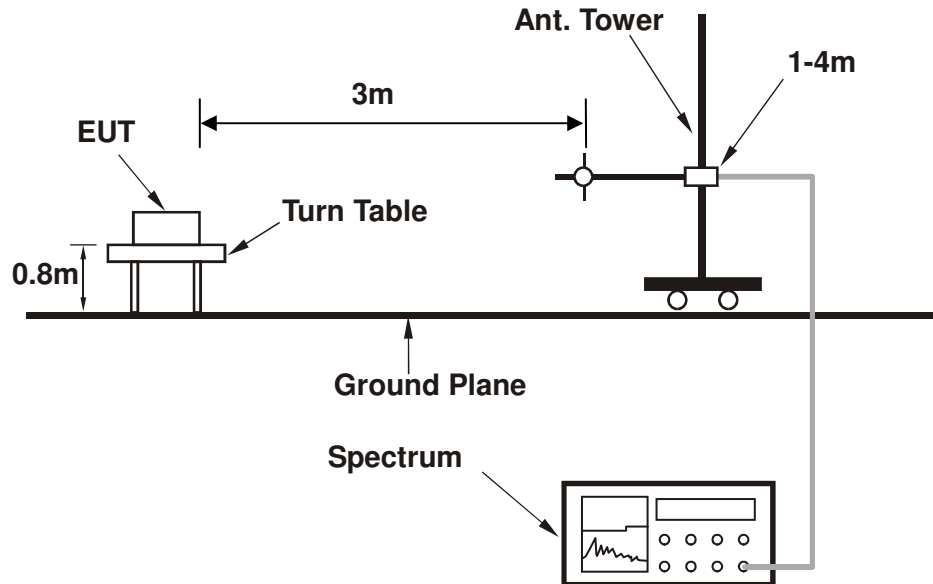 Ant. Tower
1-4m
3m
EUT
Turn Table
0.8m
Ground Plane
Spectrum